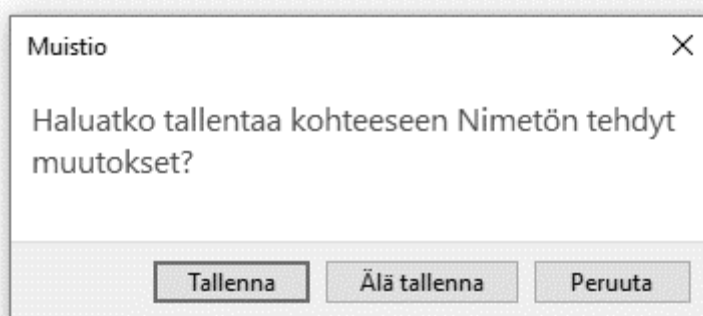 Muistio
Haluatko tallentaa kohteeseen Nimetön tehdyt
muutokset?
Tallenna
Älä tallenna
Peruuta